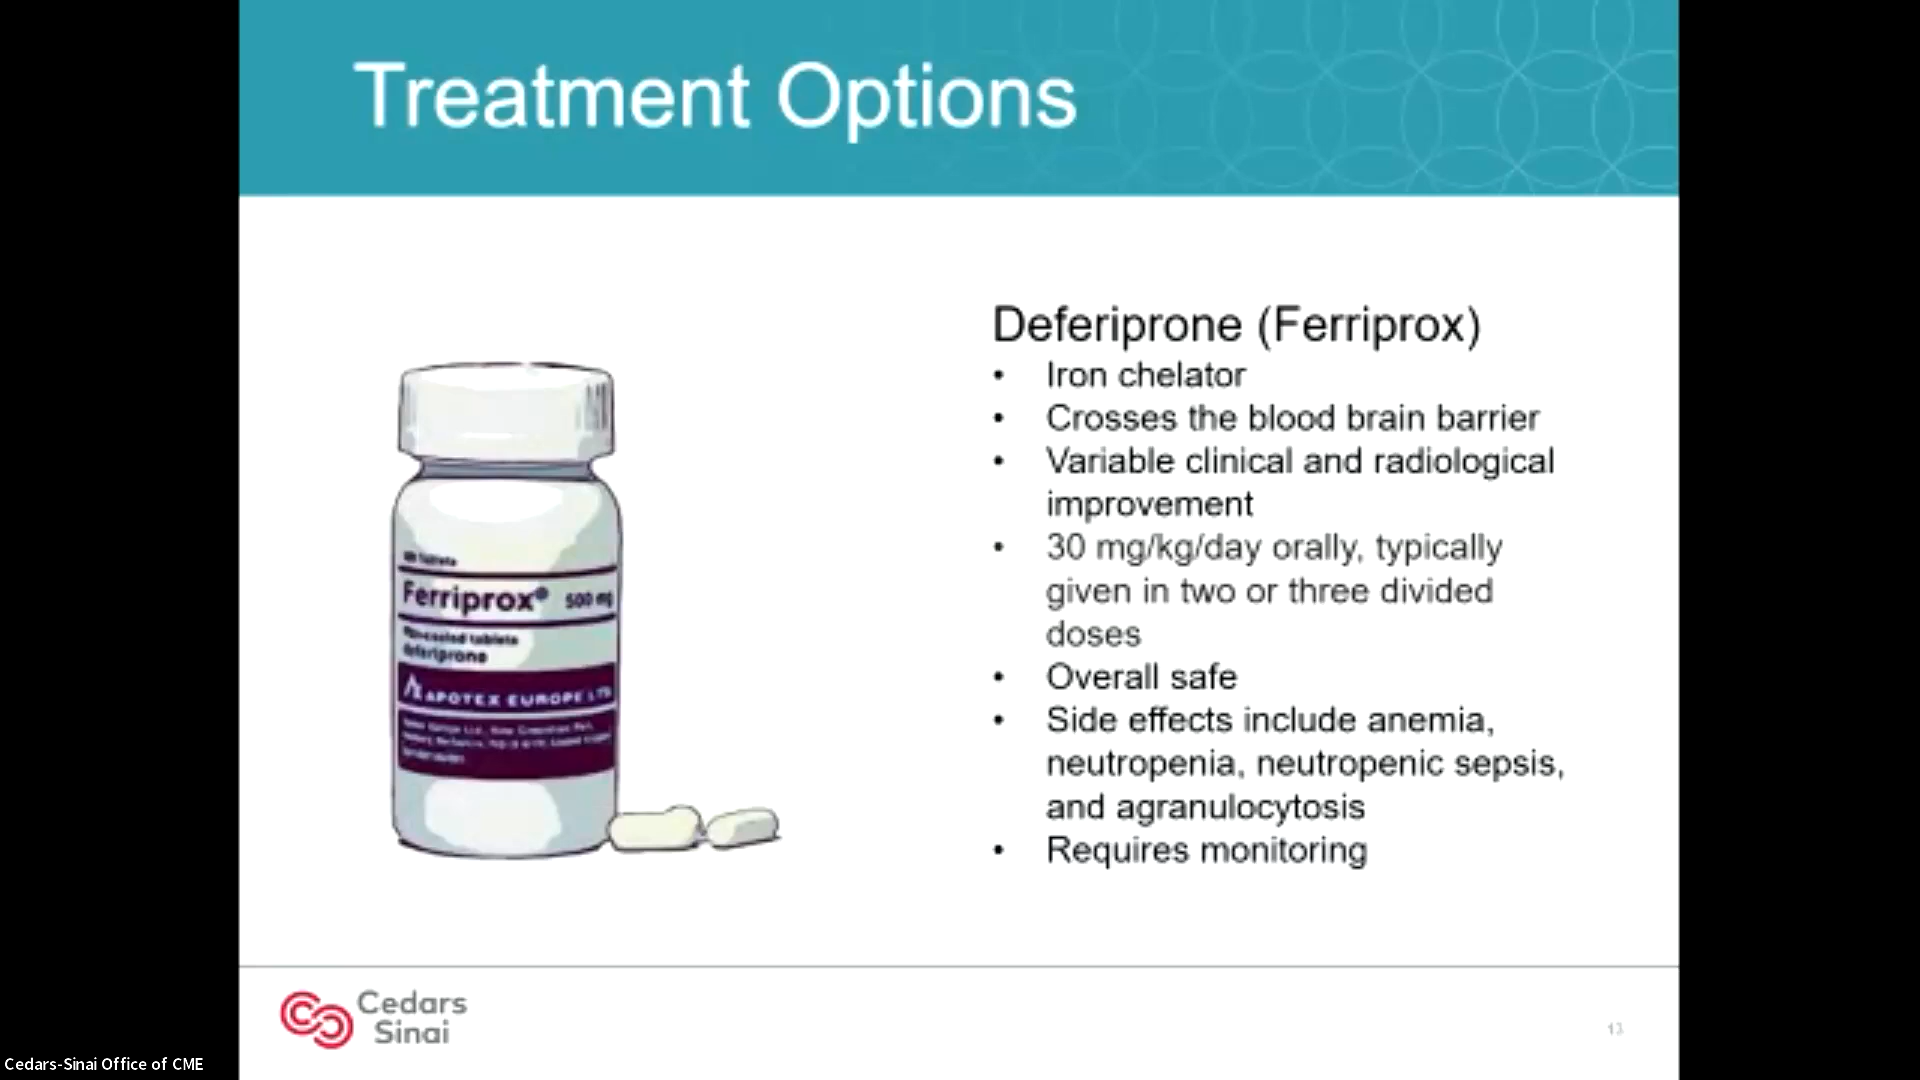 Treatment Options
Deferiprone (Ferriprox)
• Iron chelator
• Crosses the blood brain barrier
• Variable clinical and radiological
improvement
• 30 mg/kg/day orally, typically
given in two or three divided
doses
• Overall safe
• Side effects include anemia,
neutropenia, neutropenic sepsis,
and agranulocytosis
• Requires monitoring
tablets
Ferriprox® 500 mg
tablets
deferiprone
APOTEX EUROPE LTD
Cedars
Sinai
13
Cedars-Sinai Office of CME